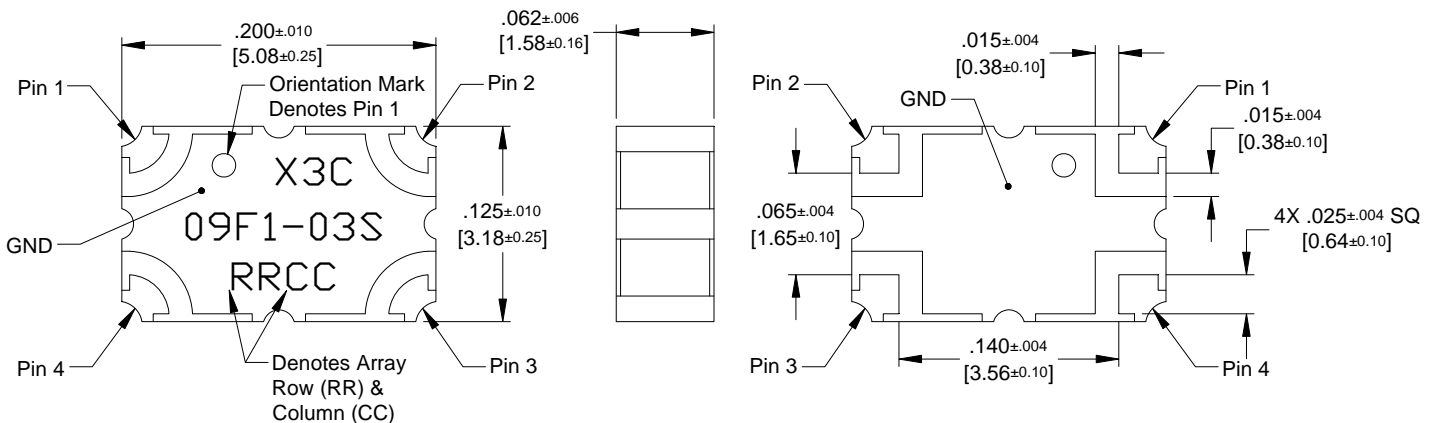 .200±.010
[5.08±0.25]
Pin 1
Orientation Mark
Denotes Pin 1
Pin 2
X3C
09F1-03S
RRCC
GND
.125±.010
[3.18±0.25]
Pin 4
Denotes Array
Row (RR) &
Column (CC)
Pin 3
.062±.006
[1.58±0.16]
.015±.004
[0.38±0.10]
Pin 2
GND
Pin 1
.015±.004
[0.38±0.10]
.065±.004
[1.65±0.10]
4X .025±.004 SQ
[0.64±0.10]
Pin 3
.140±.004
[3.56±0.10]
Pin 4